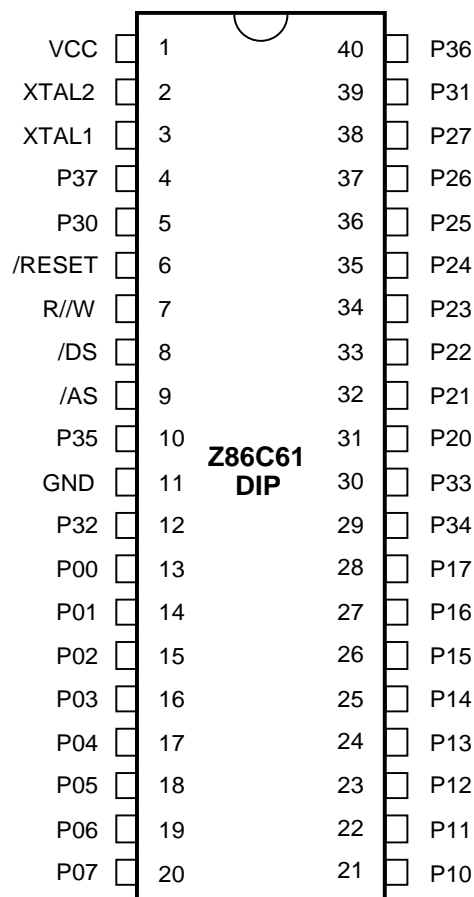 VCC 1 40 P36
XTAL2 2 39 P31
XTAL1 3 38 P27
P37 4 37 P26
P30 5 36 P25
/RESET 6 35 P24
R//W 7 34 P23
/DS 8 33 P22
/AS 9 32 P21
P35 10 31 P20
Z86C61
DIP
GND 11 30 P33
P32 12 29 P34
P00 13 28 P17
P01 14 27 P16
P02 15 26 P15
P03 16 25 P14
P04 17 24 P13
P05 18 23 P12
P06 19 22 P11
P07 20 21 P10